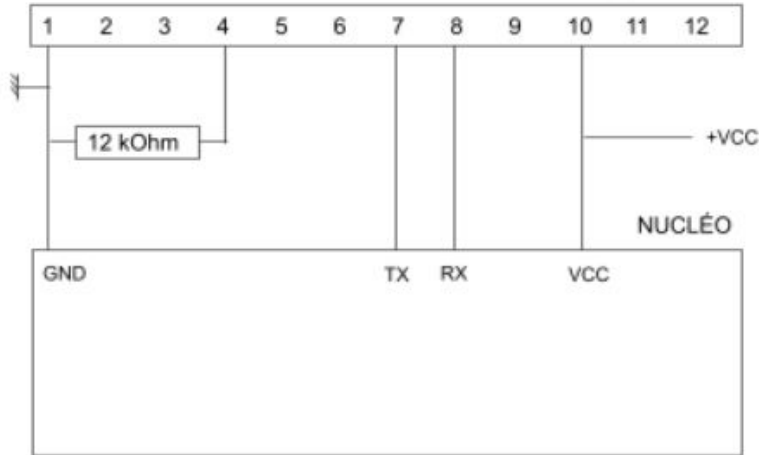 1 2 3 4 5 6 7 8 9 10 11 12
12 kOhm
+VCC
NUCLÉO
GND TX RX VCC